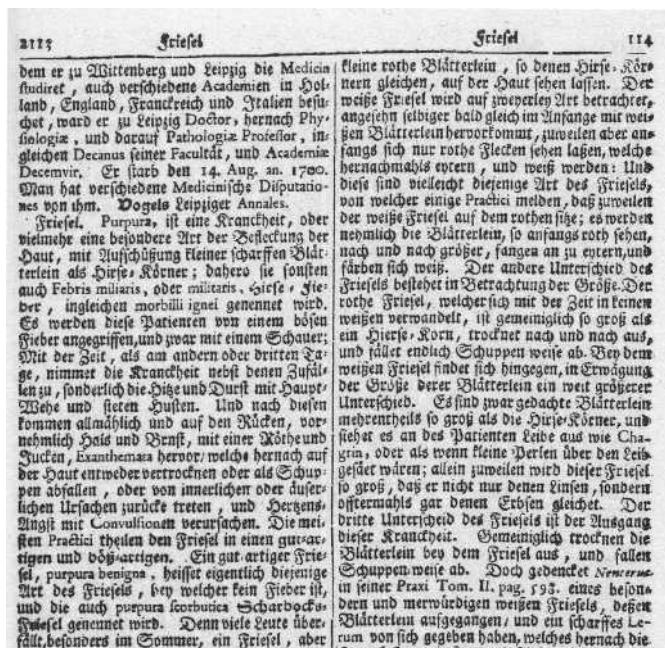 2113 Friesel
dem er zu Wittenberg und Leipzig die Medicin
studiret, auch verschiedene Academien in Hol-
land, England, Franckreich und Italien besu-
chet, ward er zu Leipzig Doctor, hernach Phy-
siologiæ, und darauf Pathologiæ Professor, in-
gleichen Decanus seiner Facultät, und Academiæ
Decemvir. Er starb den 14. Aug. an. 1700.
Man hat verschiedene Medicinische Disputatio-
nes von ihm. Vogels Leipziger Annales.
Friesel. Purpura, ist eine Kranckheit, oder
vielmehr eine besondere Art der Befleckung der
Haut, mit Aufschüßung kleiner scharffen Blät-
terlein als Hirse-Körner; dahero sie sonsten
auch Febris miliaris, oder militaris, Hirse-Fie-
ber, ingleichen morbilli ignei genennet wird.
Es werden diese Patienten von einem bösen
Fieber angegriffen, und zwar mit einem Schauer;
Mit der Zeit, als am andern oder dritten Ta-
ge, nimmet die Kranckheit nebst denen Zufäl-
len zu, sonderlich die Hitze und Durst mit Haupt-
Wehe und steten Husten. Und nach diesen
kommen allmählich und auf den Rücken, vor-
nehmlich Hals und Brust, mit einer Röthe und
Jucken, Exanthemata hervor, welche hernach auf
der Haut entweder vertrocknen oder als Schup-
pen abfallen, oder von innerlichen oder äuser-
lichen Ursachen zurücke treten, und Hertzens-
Angst mit Convulsionen verursachen. Die mei-
sten Practici theilen den Friesel in einen gut-ar-
tigen und böß-artigen. Ein gut-artiger Frie-
sel, purpura benigna, heisset eigentlich diejenige
Art des Friesels, bey welcher kein Fieber ist,
und die auch purpura scorbutica Scharbocks-
Friesel genennet wird. Denn viele Leute über-
fällt, besonders im Sommer, ein Friesel, aber
Friesel 114
kleine rothe Blätterlein, so denen Hirse-Kör-
nern gleichen, auf der Haut sehen lassen. Der
weiße Friesel wird auf zweyerley Art betrachtet,
angesehn selbiger bald gleich im Anfange mit wei-
ßen Blätterlein hervorkommt, zuweilen aber an-
fangs sich nur rothe Flecken sehen laßen, welche
hernachmahls eytern, und weiß werden: Und
diese sind vielleicht diejenige Art des Friesels,
von welcher einige Practici melden, daß zuweilen
der weiße Friesel auf dem rothen sitze; es werden
nehmlich die Blätterlein, so anfangs roth sehen,
nach und nach größer, fangen an zu eytern, und
färben sich weiß. Der andere Unterschied des
Friesels bestehet in Betrachtung der Größe. Der
rothe Friesel, welcher sich mit der Zeit in keinen
weißen verwandelt, ist gemeiniglich so groß als
ein Hierse-Korn, trocknet nach und nach aus,
und fället endlich Schuppen weise ab. Bey dem
weißen Friesel findet sich hingegen, in Erwägung
der Größe derer Blätterlein ein weit größerer
Unterschied. Es sind zwar gedachte Blätterlein
mehrentheils so groß als die Hirse-Körner, und
siehet es an des Patienten Leibe aus wie Cha-
grin, oder als wenn kleine Perlen über den Leib
gesäet wären; allein zuweilen wird dieser Friesel
so groß, daß er nicht nur denen Linsen, sondern
offtermahls gar denen Erbsen gleichet. Der
dritte Unterscheid des Friesels ist der Ausgang
dieser Kranckheit. Gemeiniglich trocknen die
Blätterlein bey dem Friesel aus, und fallen
Schuppen-weise ab. Doch gedencket Nencerus
in seiner Praxi Tom. II. pag. 598. eines beson-
dern und merwürdigen weißen Friesels, deßen
Blätterlein aufgegangen, und ein scharffes Le-
rum von sich gegeben haben, welches hernach die